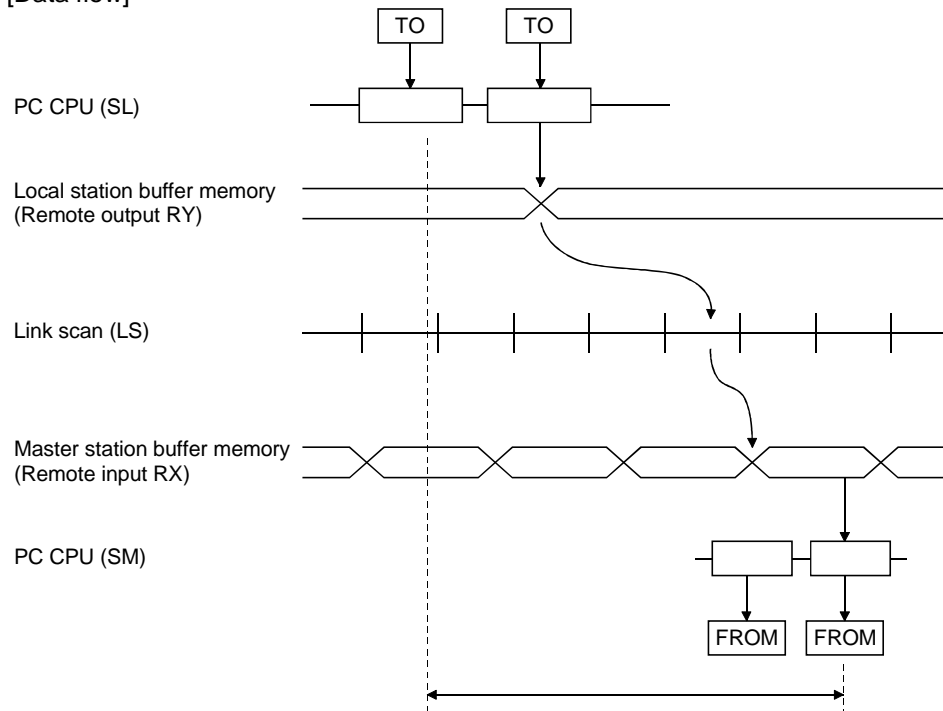 [Data flow]
TO TO
PC CPU (SL)
Local station buffer memory
(Remote output RY)
Link scan (LS)
Master station buffer memory
(Remote input RX)
PC CPU (SM)
FROM FROM